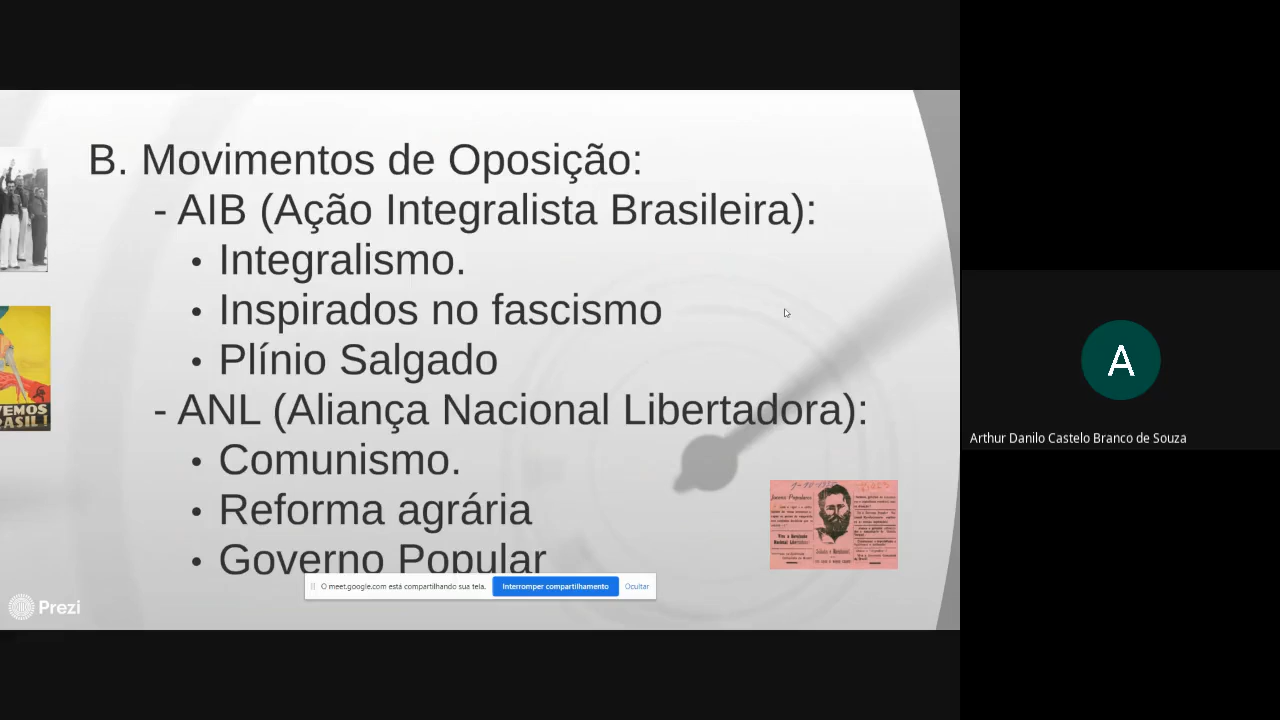 B. Movimentos de Oposição:
- AIB (Ação Integralista Brasileira):
• Integralismo.
• Inspirados no fascismo
• Plínio Salgado
- ANL (Aliança Nacional Libertadora):
• Comunismo.
• Reforma agrária
• Governo Popular
VEMOS
ASIL!
O meet.google.com está compartilhando sua tela.
Interromper compartilhamento
Ocultar
Prezi
A
Arthur Danilo Castelo Branco de Souza